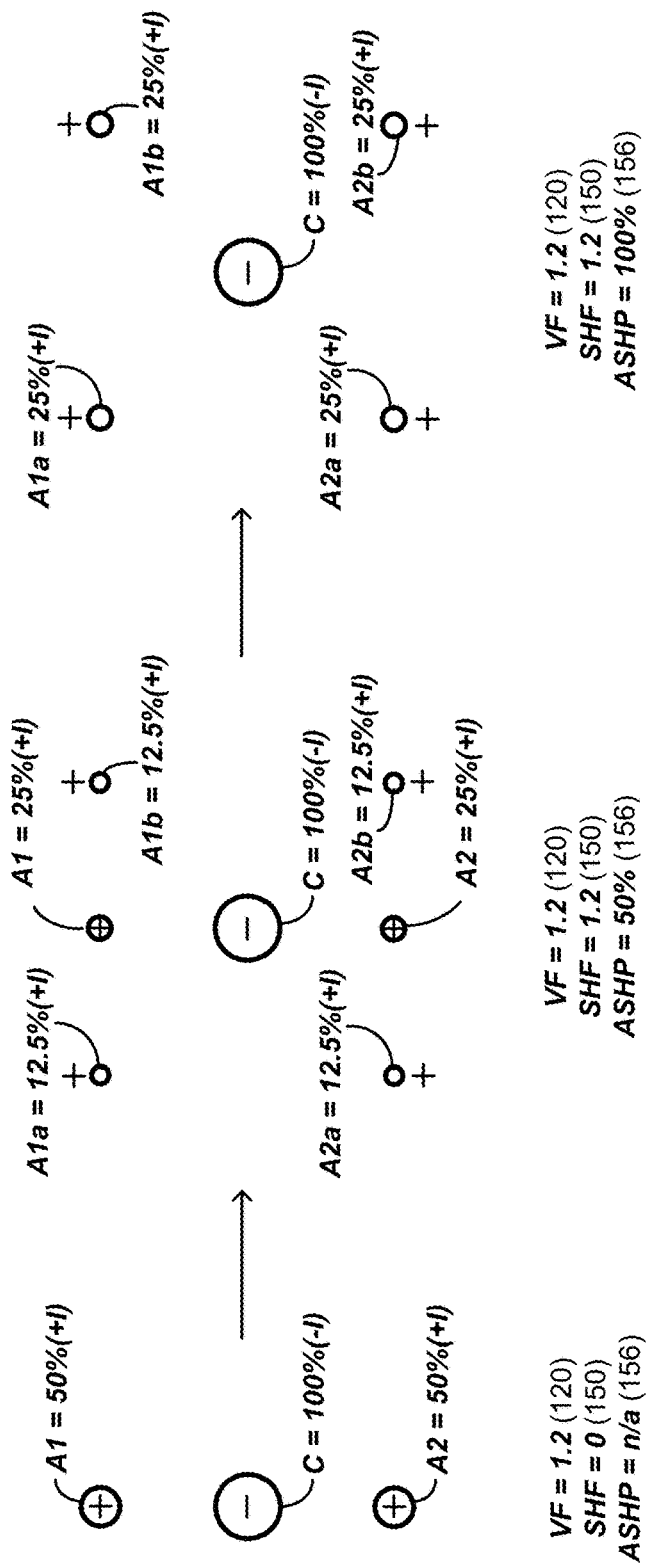 A1 = 50%(+I)
+
−
C = 100%(-I)
+
A2 = 50%(+I)
VF = 1.2 (120)
SHF = 0 (150)
ASHP = n/a (156)
A1a = 12.5%(+I)
+
A1 = 25%(+I)
+
+
A1b = 12.5%(+I)
−
C = 100%(-I)
A2a = 12.5%(+I)
+
A2b = 12.5%(+I)
+
+
A2 = 25%(+I)
VF = 1.2 (120)
SHF = 1.2 (150)
ASHP = 50% (156)
A1a = 25%(+I)
+
+
A1b = 25%(+I)
−
C = 100%(-I)
A2a = 25%(+I)
+
A2b = 25%(+I)
+
VF = 1.2 (120)
SHF = 1.2 (150)
ASHP = 100% (156)